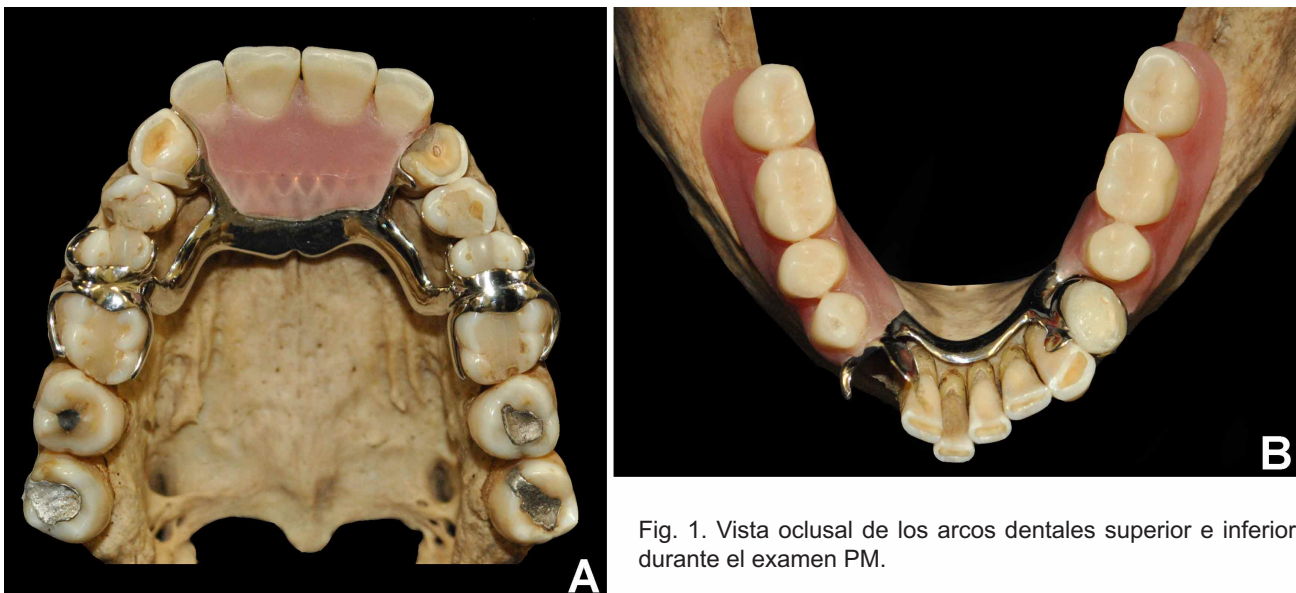 A
B
Fig. 1. Vista oclusal de los arcos dentales superior e inferior
durante el examen PM.